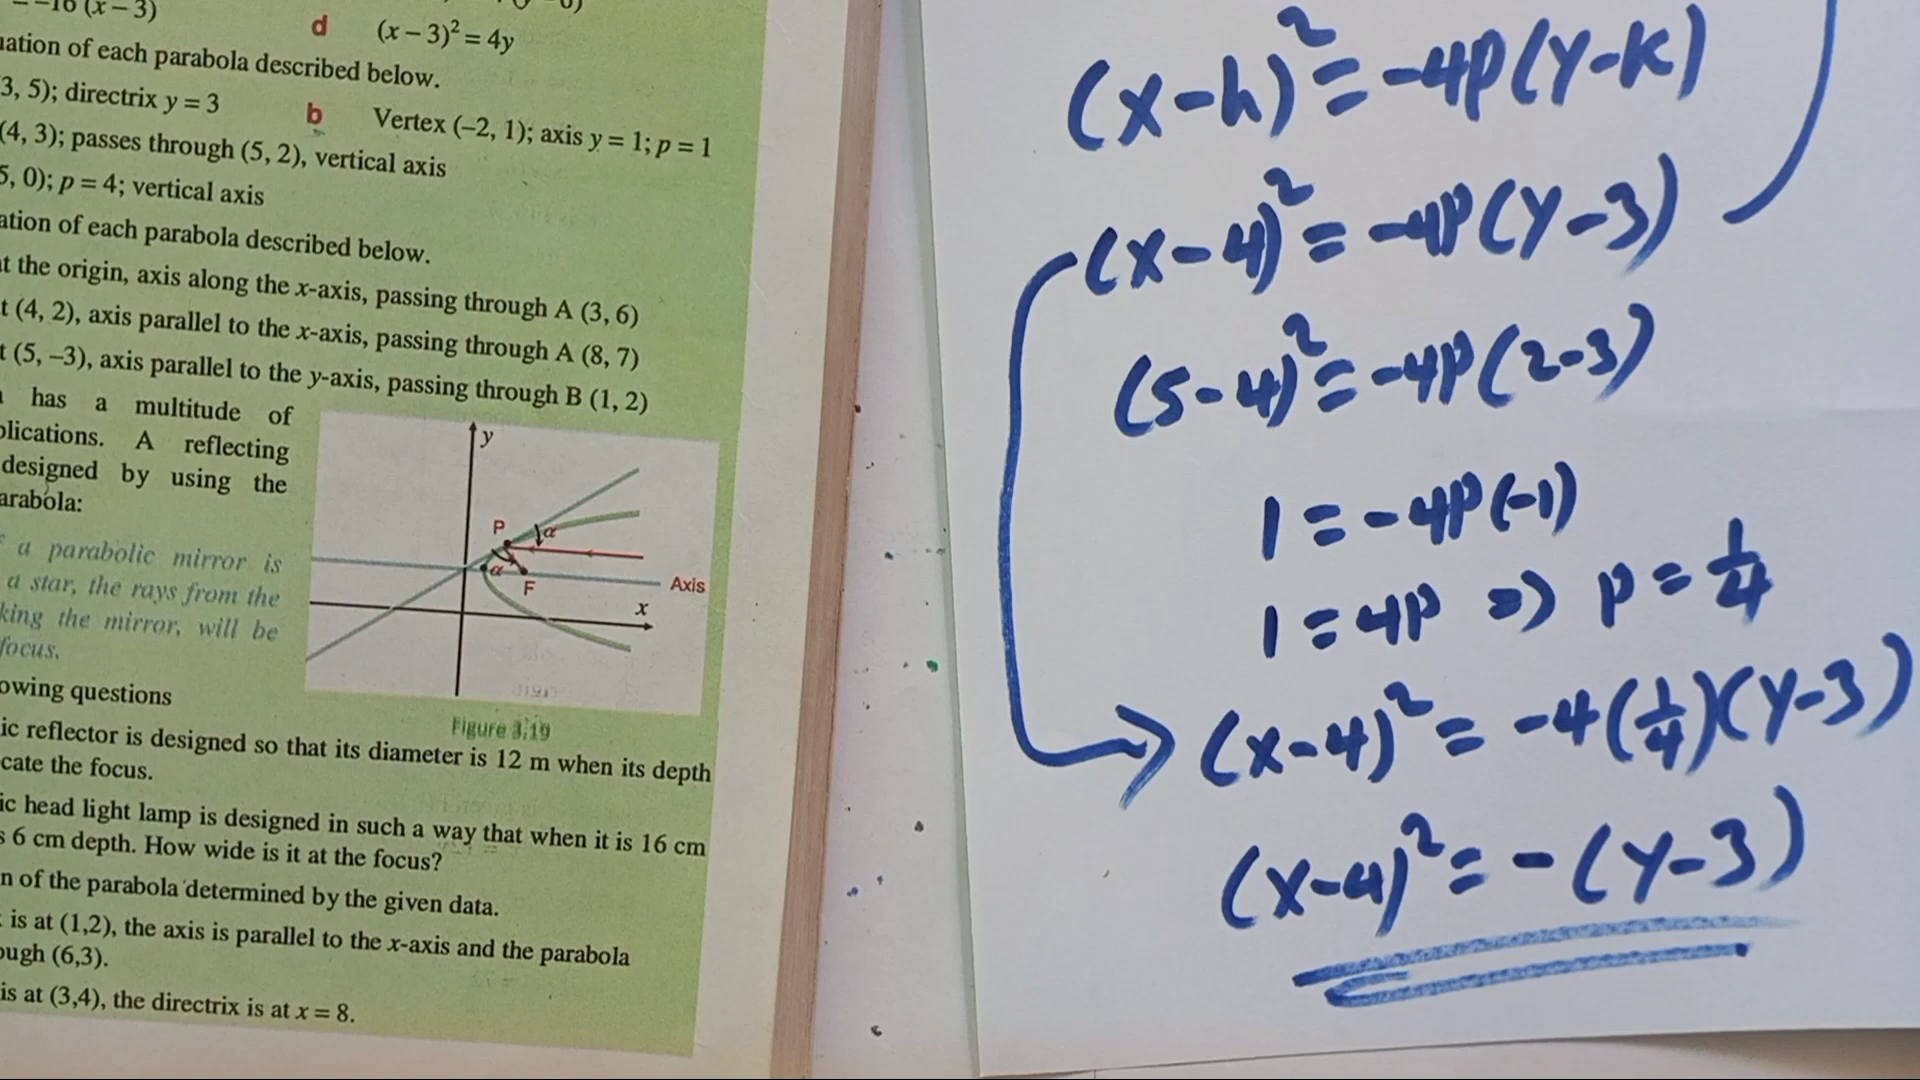 (x – 3)
d (x – 3)² = 4y
of each parabola described below.
3, 5); directrix y = 3
b Vertex (–2, 1); axis y = 1; p = 1
(4, 3); passes through (5, 2), vertical axis
5, 0); p = 4; vertical axis
of each parabola described below.
the origin, axis along the x-axis, passing through A (3, 6)
(4, 2), axis parallel to the x-axis, passing through A (8, 7)
(5, –3), axis parallel to the y-axis, passing through B (1, 2)
has a multitude of
A reflecting
designed by using the
a parabolic mirror is
a star, the rays from the
the mirror, will be
focus.
y
P
α
α
F
Axis
x
Figure 3.19
questions
reflector is designed so that its diameter is 12 m when its depth
the focus.
head light lamp is designed in such a way that when it is 16 cm
6 cm depth. How wide is it at the focus?
of the parabola determined by the given data.
is at (1,2), the axis is parallel to the x-axis and the parabola
(6,3).
is at (3,4), the directrix is at x = 8.
(x-h)² = -4p(y-k)
(x-4)² = -4p(y-3)
(5-4)² = -4p(2-3)
1 = -4p(-1)
1 = 4p ⇒ p = 1/4
(x-4)² = -4(1/4)(y-3)
(x-4)² = -(y-3)